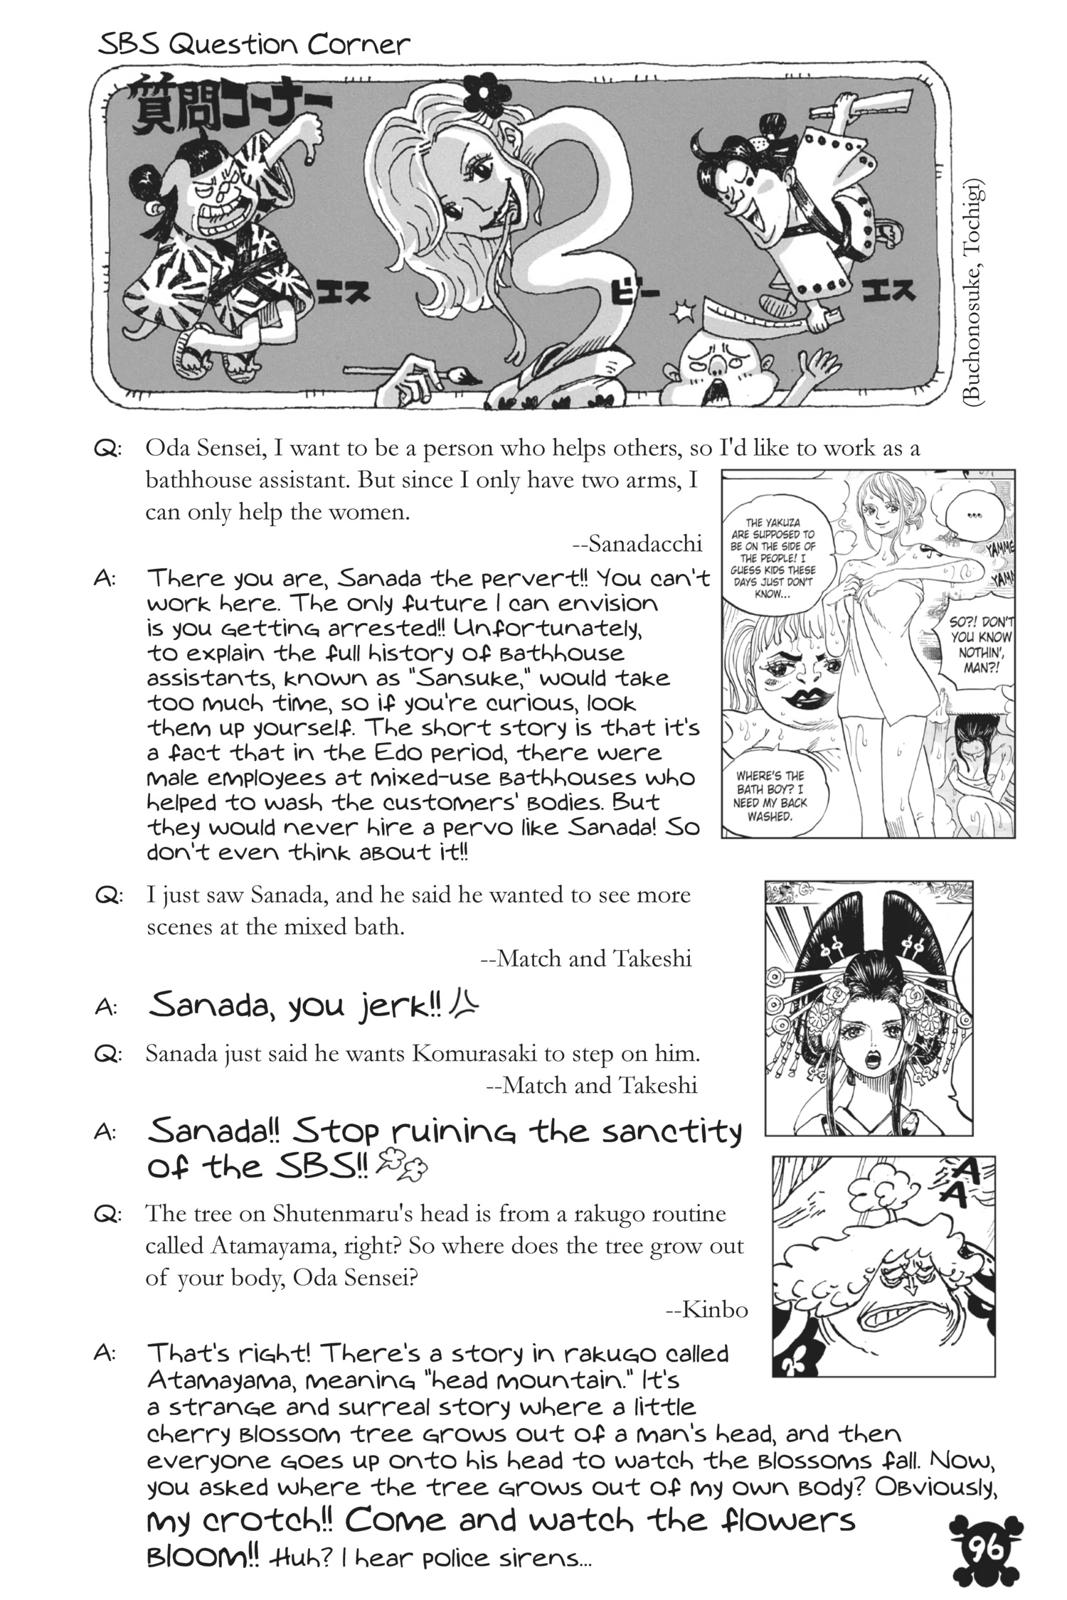 SBS Question Corner
質問コーナー
エス
ビー
エス
(Buchonosuke, Tochigi)
Q: Oda Sensei, I want to be a person who helps others, so I'd like to work as a
bathhouse assistant. But since I only have two arms, I
can only help the women.
--Sanadacchi
A: There you are, Sanada the pervert!! You can't
work here. The only future I can envision
is you getting arrested!! Unfortunately,
to explain the full history of bathhouse
assistants, known as "Sansuke," would take
too much time, so if you're curious, look
them up yourself. The short story is that it's
a fact that in the Edo period, there were
male employees at mixed-use bathhouses who
helped to wash the customers' bodies. But
they would never hire a pervo like Sanada! So
don't even think about it!!
THE YAKUZA
ARE SUPPOSED TO
BE ON THE SIDE OF
THE PEOPLE! I
GUESS KIDS THESE
DAYS JUST DON'T
KNOW...
...
YAMME
YAM
SO?! DON'T
YOU KNOW
NOTHIN',
MAN?!
WHERE'S THE
BATH BOY? I
NEED MY BACK
WASHED.
Q: I just saw Sanada, and he said he wanted to see more
scenes at the mixed bath.
--Match and Takeshi
A: Sanada, you jerk!!
Q: Sanada just said he wants Komurasaki to step on him.
--Match and Takeshi
A: Sanada!! Stop ruining the sanctity
of the SBS!!
Q: The tree on Shutenmaru's head is from a rakugo routine
called Atamayama, right? So where does the tree grow out
of your body, Oda Sensei?
--Kinbo
A
A
A: That's right! There's a story in rakugo called
Atamayama, meaning "head mountain." It's
a strange and surreal story where a little
cherry blossom tree grows out of a man's head, and then
everyone goes up onto his head to watch the blossoms fall. Now,
you asked where the tree grows out of my own body? Obviously,
my crotch!! Come and watch the flowers
bloom!! Huh? I hear police sirens...
96